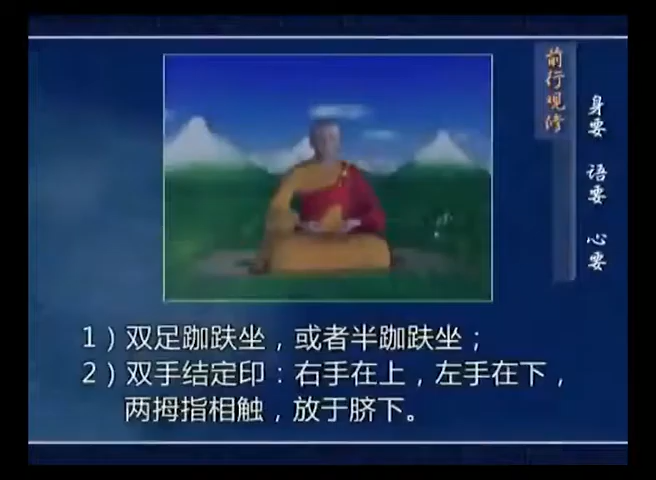 前行观修
身要 语要 心要
1）双足跏趺坐，或者半跏趺坐；
2）双手结定印：右手在上，左手在下，
两拇指相触，放于脐下。